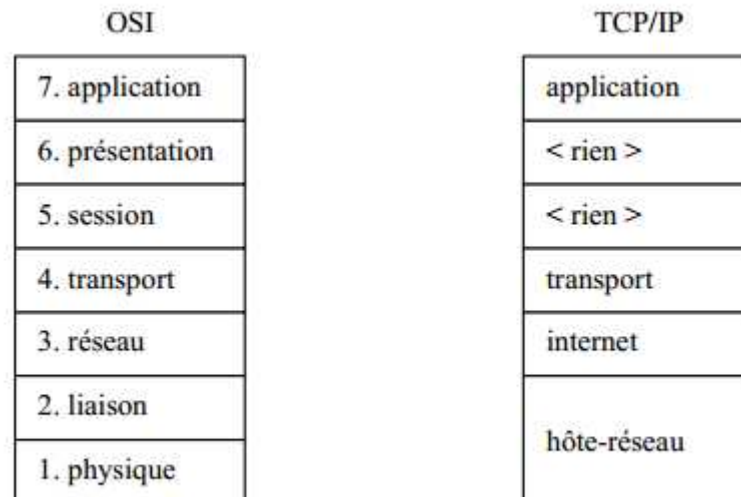 OSI
7. application
6. présentation
5. session
4. transport
3. réseau
2. liaison
1. physique
TCP/IP
application
< rien >
< rien >
transport
internet
hôte-réseau